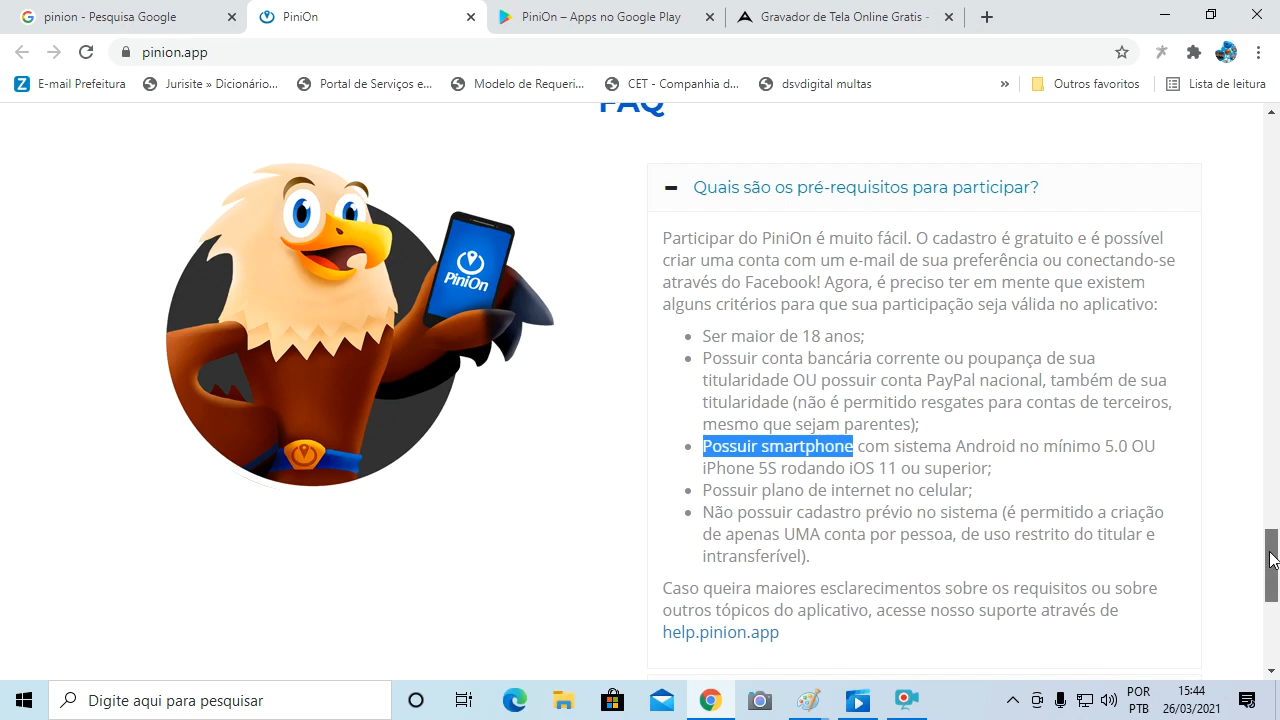 pinion - Pesquisa Google
PiniOn
PiniOn – Apps no Google Play
Gravador de Tela Online Gratis -
pinion.app
E-mail Prefeitura
Jurisite » Dicionário...
Portal de Serviços e...
Modelo de Requeri...
CET - Companhia d...
dsvdigital multas
»
Outros favoritos
Lista de leitura
FAQ
Quais são os pré-requisitos para participar?
PiniOn
Participar do PiniOn é muito fácil. O cadastro é gratuito e é possível
criar uma conta com um e-mail de sua preferência ou conectando-se
através do Facebook! Agora, é preciso ter em mente que existem
alguns critérios para que sua participação seja válida no aplicativo:
Ser maior de 18 anos;
Possuir conta bancária corrente ou poupança de sua
titularidade OU possuir conta PayPal nacional, também de sua
titularidade (não é permitido resgates para contas de terceiros,
mesmo que sejam parentes);
Possuir smartphone com sistema Android no mínimo 5.0 OU
iPhone 5S rodando iOS 11 ou superior;
Possuir plano de internet no celular;
Não possuir cadastro prévio no sistema (é permitido a criação
de apenas UMA conta por pessoa, de uso restrito do titular e
intransferível).
Caso queira maiores esclarecimentos sobre os requisitos ou sobre
outros tópicos do aplicativo, acesse nosso suporte através de
help.pinion.app
Digite aqui para pesquisar
POR
PTB
15:44
26/03/2021